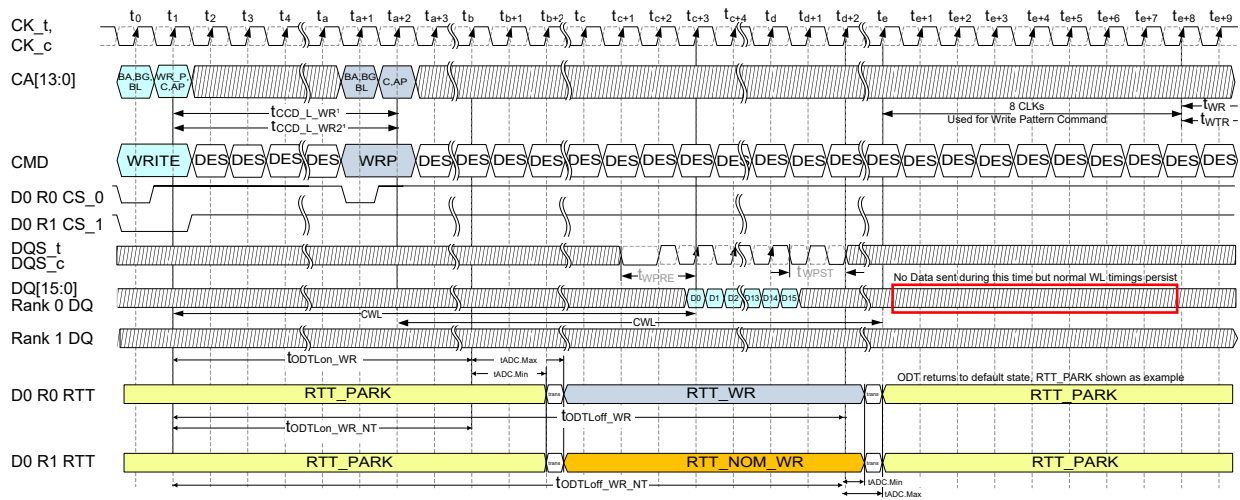 t0 t1 t2 t3 t4 ta ta+1 ta+2 ta+3 tb tb+1 tb+2 tc tc+1 tc+2 tc+3 tc+4 td td+1 td+2 te te+1 te+2 te+3 te+4 te+5 te+6 te+7 te+8 te+9
CK_t,
CK_c
CA[13:0]
BA,BG, BL
WR_P, C,AP
BA,BG BL
C,AP
tCCD_L_WR¹
tCCD_L_WR2¹
8 CLKs
Used for Write Pattern Command
tWR
tWTR
CMD
WRITE DES DES DES DES WRP DES DES DES DES DES DES DES DES DES DES DES DES DES DES DES DES DES DES DES DES DES DES
D0 R0 CS_0
D0 R1 CS_1
DQS_t
DQS_c
tWPRE
tWPST
No Data sent during this time but normal WL timings persist
DQ[15:0]
Rank 0 DQ
D0 D1 D2 D13 D14 D15
CWL
CWL
Rank 1 DQ
tODTLon_WR
tADC.Max
tADC.Min
ODT returns to default state, RTT_PARK shown as example
D0 R0 RTT
RTT_PARK trans RTT_WR trans RTT_PARK
tODTLoff_WR
tODTLon_WR_NT
D0 R1 RTT
RTT_PARK trans RTT_NOM_WR trans RTT_PARK
tODTLoff_WR_NT
tADC.Min
tADC.Max